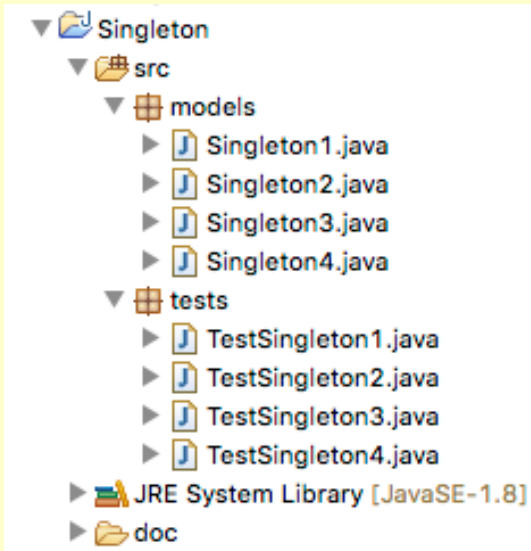 Singleton
src
models
Singleton1.java
Singleton2.java
Singleton3.java
Singleton4.java
tests
TestSingleton1.java
TestSingleton2.java
TestSingleton3.java
TestSingleton4.java
JRE System Library [JavaSE-1.8]
doc